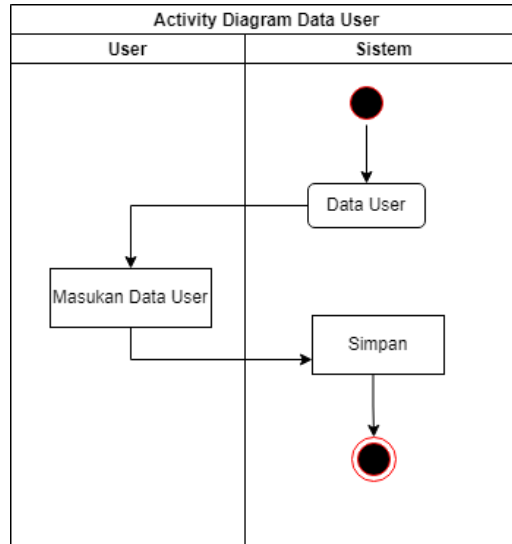 Activity Diagram Data User
User
Sistem
Data User
Masukan Data User
Simpan